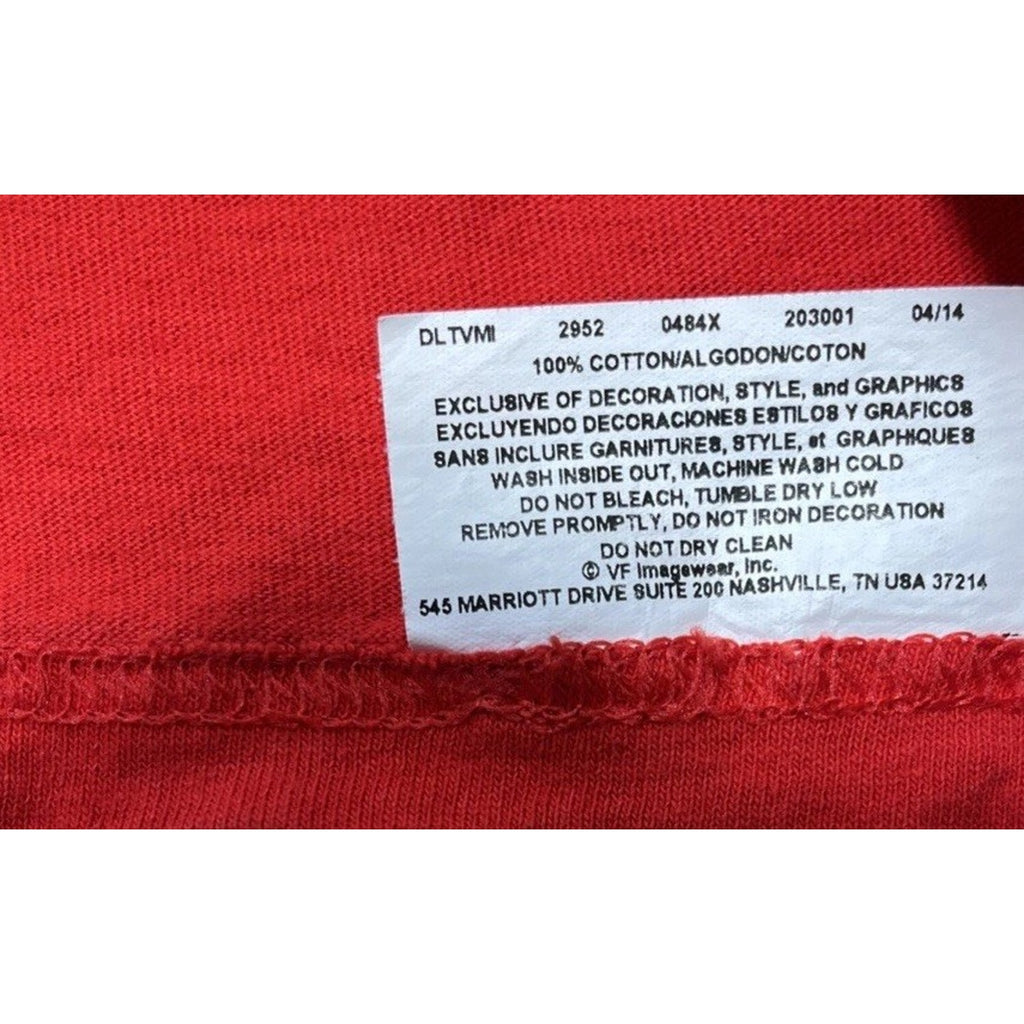 DLTVMI 2952 0484X 203001 04/14
100% COTTON/ALGODON/COTON
EXCLUSIVE OF DECORATION, STYLE, and GRAPHICS
EXCLUYENDO DECORACIONES ESTILOS Y GRAFICOS
SANS INCLURE GARNITURES, STYLE, et GRAPHIQUES
WASH INSIDE OUT, MACHINE WASH COLD
DO NOT BLEACH, TUMBLE DRY LOW
REMOVE PROMPTLY, DO NOT IRON DECORATION
DO NOT DRY CLEAN
© VF Imagewear, Inc.
545 MARRIOTT DRIVE SUITE 200 NASHVILLE, TN USA 37214